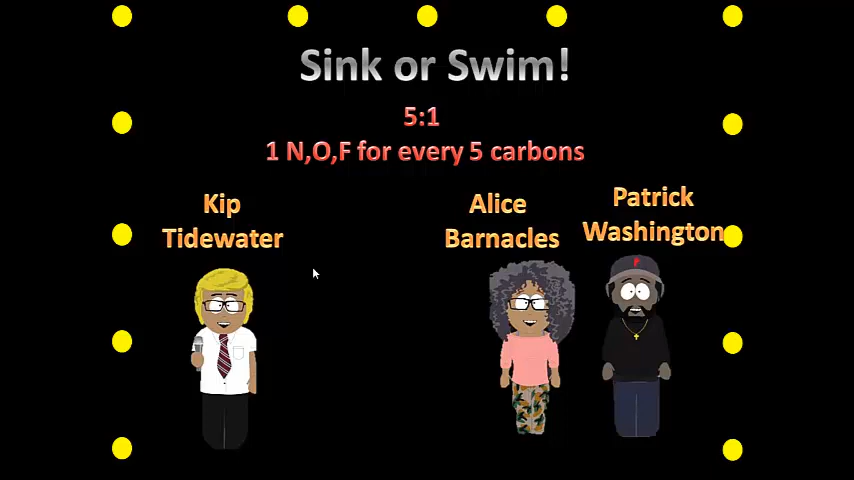 Sink or Swim!
5:1
1 N,O,F for every 5 carbons
Kip
Tidewater
Alice
Barnacles
Patrick
Washington